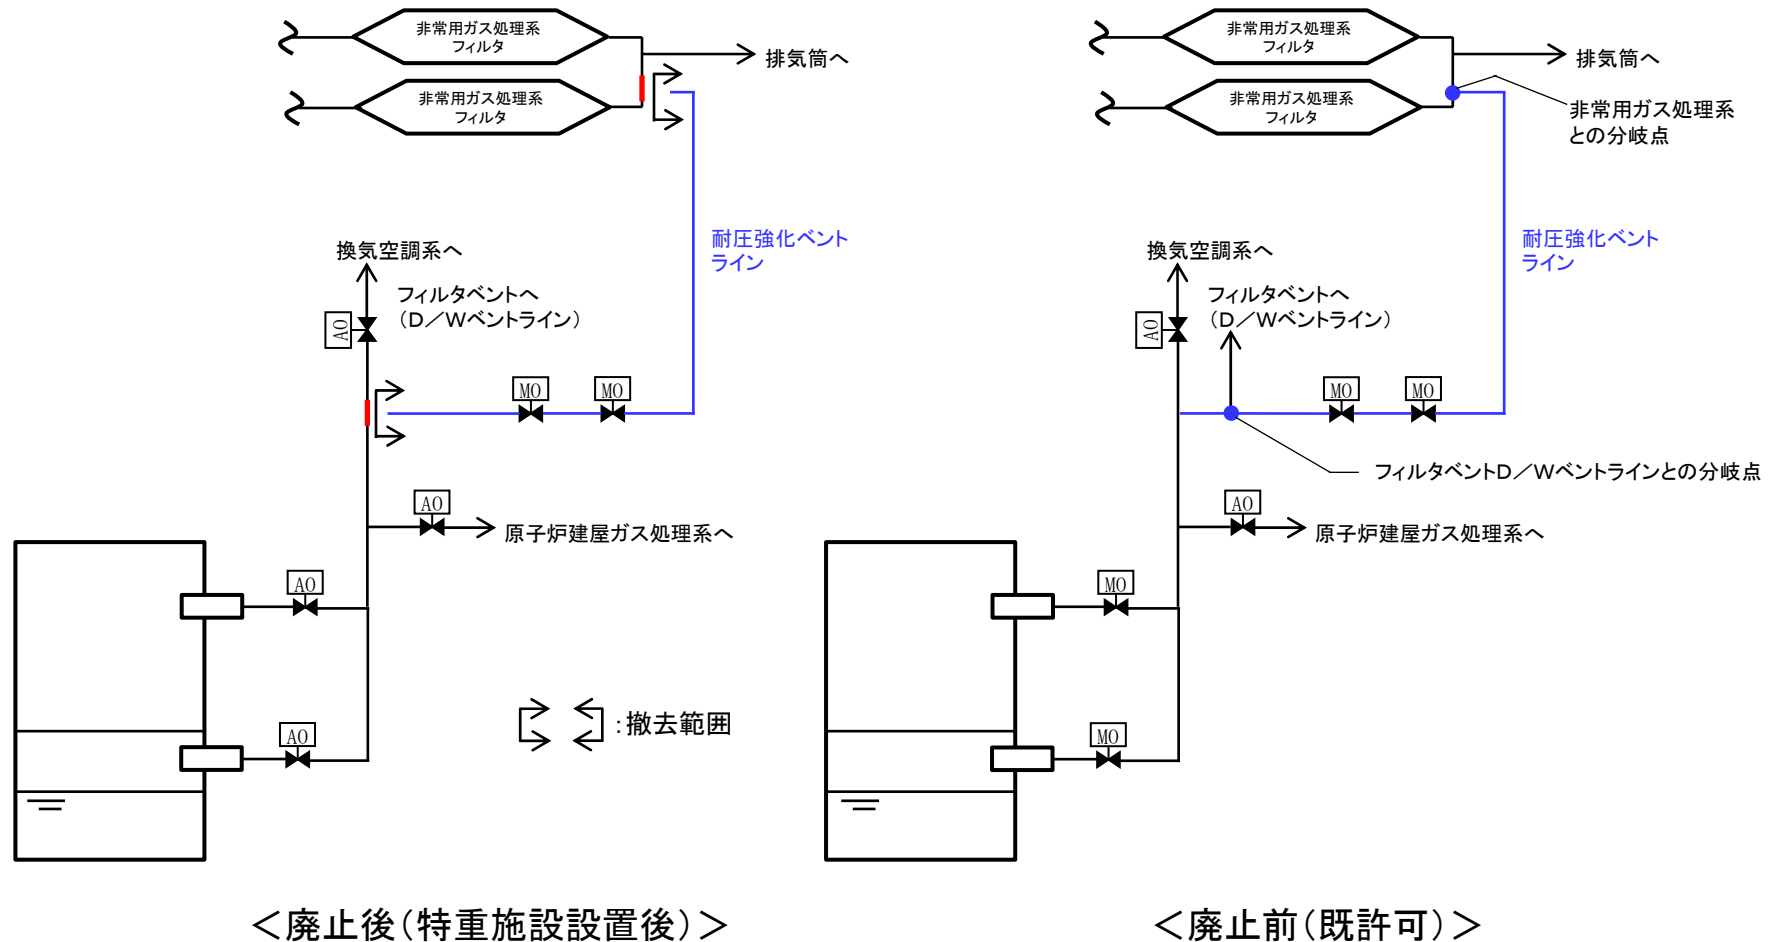 非常用ガス処理系
フィルタ
排気筒へ
非常用ガス処理系
フィルタ
耐圧強化ベント
ライン
換気空調系へ
フィルタベントへ
（D／Wベントライン）
AO
MO
MO
AO
原子炉建屋ガス処理系へ
AO
AO
：撤去範囲
＜廃止後（特重施設設置後）＞
非常用ガス処理系
フィルタ
排気筒へ
非常用ガス処理系
フィルタ
非常用ガス処理系
との分岐点
耐圧強化ベント
ライン
換気空調系へ
フィルタベントへ
（D／Wベントライン）
AO
MO
MO
フィルタベントD／Wベントラインとの分岐点
AO
原子炉建屋ガス処理系へ
MO
MO
＜廃止前（既許可）＞